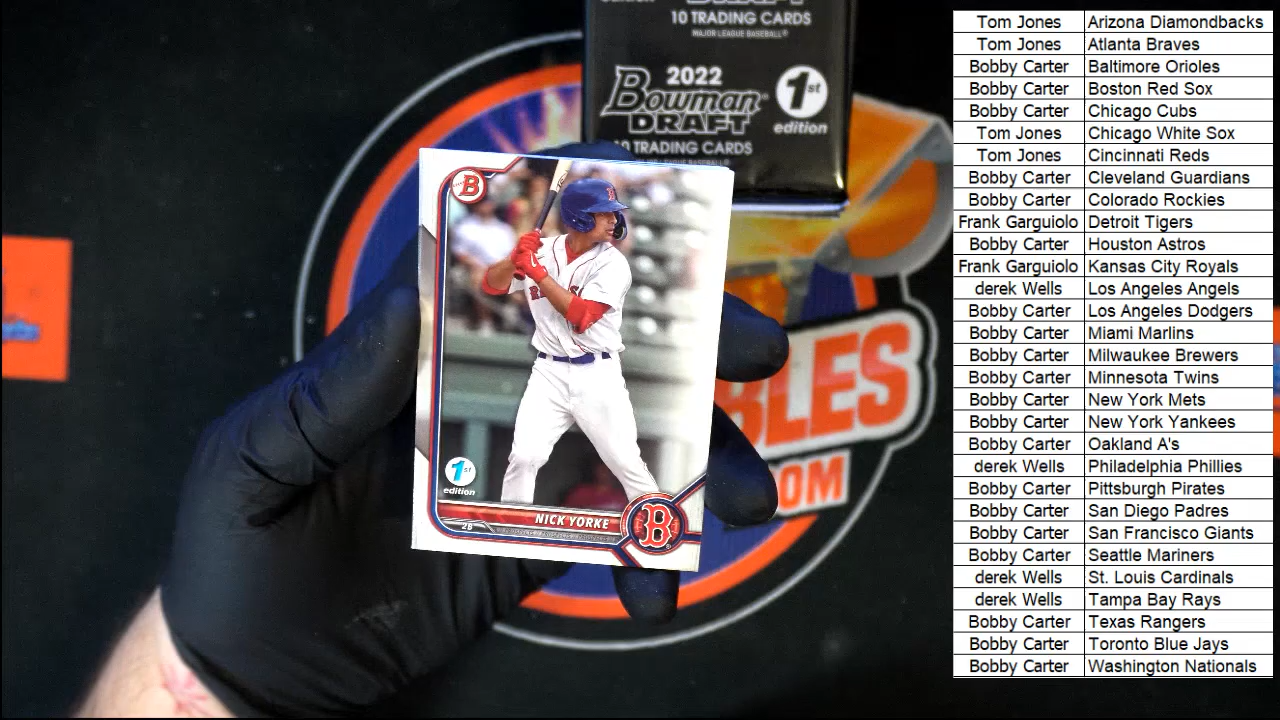 10 TRADING CARDS
MAJOR LEAGUE BASEBALL®
2022
Bowman
DRAFT
1st
edition
10 TRADING CARDS
B
1st
edition
NICK YORKE
2B
B
BLES
OM
Tom Jones Arizona Diamondbacks
Tom Jones Atlanta Braves
Bobby Carter Baltimore Orioles
Bobby Carter Boston Red Sox
Bobby Carter Chicago Cubs
Tom Jones Chicago White Sox
Tom Jones Cincinnati Reds
Bobby Carter Cleveland Guardians
Bobby Carter Colorado Rockies
Frank Garguiolo Detroit Tigers
Bobby Carter Houston Astros
Frank Garguiolo Kansas City Royals
derek Wells Los Angeles Angels
Bobby Carter Los Angeles Dodgers
Bobby Carter Miami Marlins
Bobby Carter Milwaukee Brewers
Bobby Carter Minnesota Twins
Bobby Carter New York Mets
Bobby Carter New York Yankees
Bobby Carter Oakland A's
derek Wells Philadelphia Phillies
Bobby Carter Pittsburgh Pirates
Bobby Carter San Diego Padres
Bobby Carter San Francisco Giants
Bobby Carter Seattle Mariners
derek Wells St. Louis Cardinals
derek Wells Tampa Bay Rays
Bobby Carter Texas Rangers
Bobby Carter Toronto Blue Jays
Bobby Carter Washington Nationals